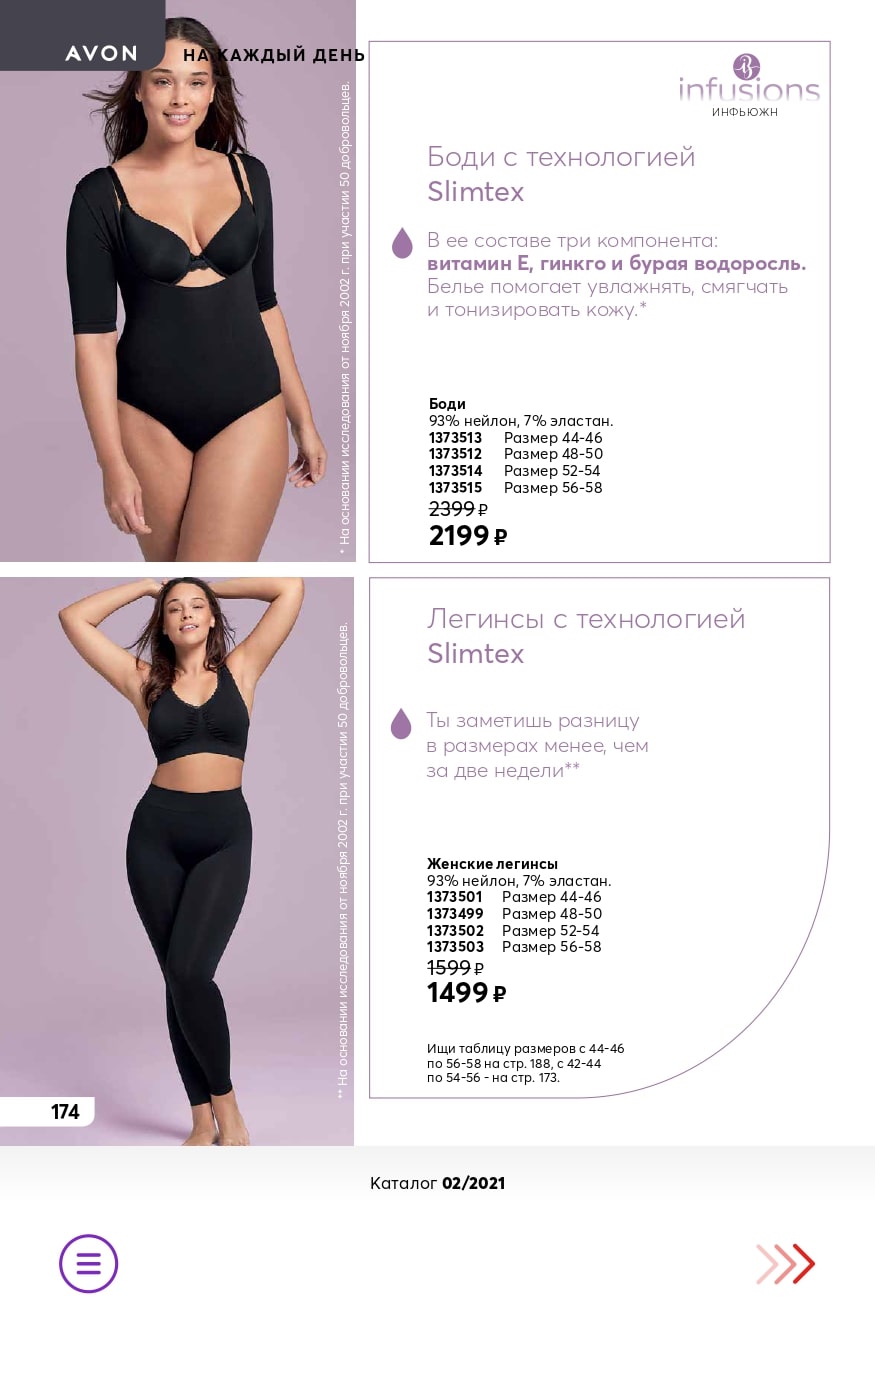 AVON
НА КАЖДЫЙ ДЕНЬ
infusions
ИНФЬЮЖН
Боди с технологией
Slimtex
В ее составе три компонента:
витамин Е, гинкго и бурая водоросль.
Белье помогает увлажнять, смягчать
и тонизировать кожу.*
Боди
93% нейлон, 7% эластан.
1373513 Размер 44-46
1373512 Размер 48-50
1373514 Размер 52-54
1373515 Размер 56-58
2399 ₽
2199 ₽
* На основании исследования от ноября 2002 г. при участии 50 добровольцев.
Легинсы с технологией
Slimtex
Ты заметишь разницу
в размерах менее, чем
за две недели**
Женские легинсы
93% нейлон, 7% эластан.
1373501 Размер 44-46
1373499 Размер 48-50
1373502 Размер 52-54
1373503 Размер 56-58
1599 ₽
1499 ₽
Ищи таблицу размеров с 44-46
по 56-58 на стр. 188, с 42-44
по 54-56 - на стр. 173.
** На основании исследования от ноября 2002 г. при участии 50 добровольцев.
174
Каталог 02/2021